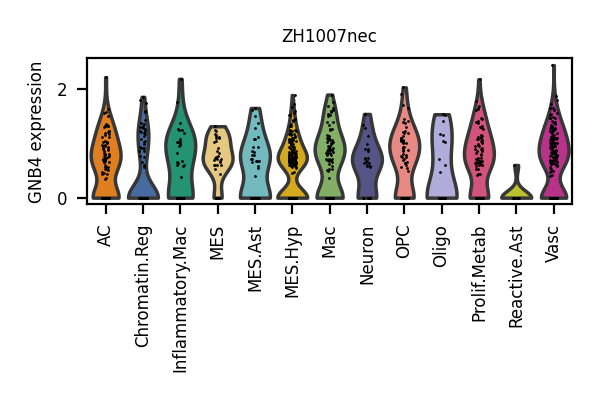 ZH1007nec
GNB4 expression
2
0
AC
Chromatin.Reg
Inflammatory.Mac
MES
MES.Ast
MES.Hyp
Mac
Neuron
OPC
Oligo
Prolif.Metab
Reactive.Ast
Vasc